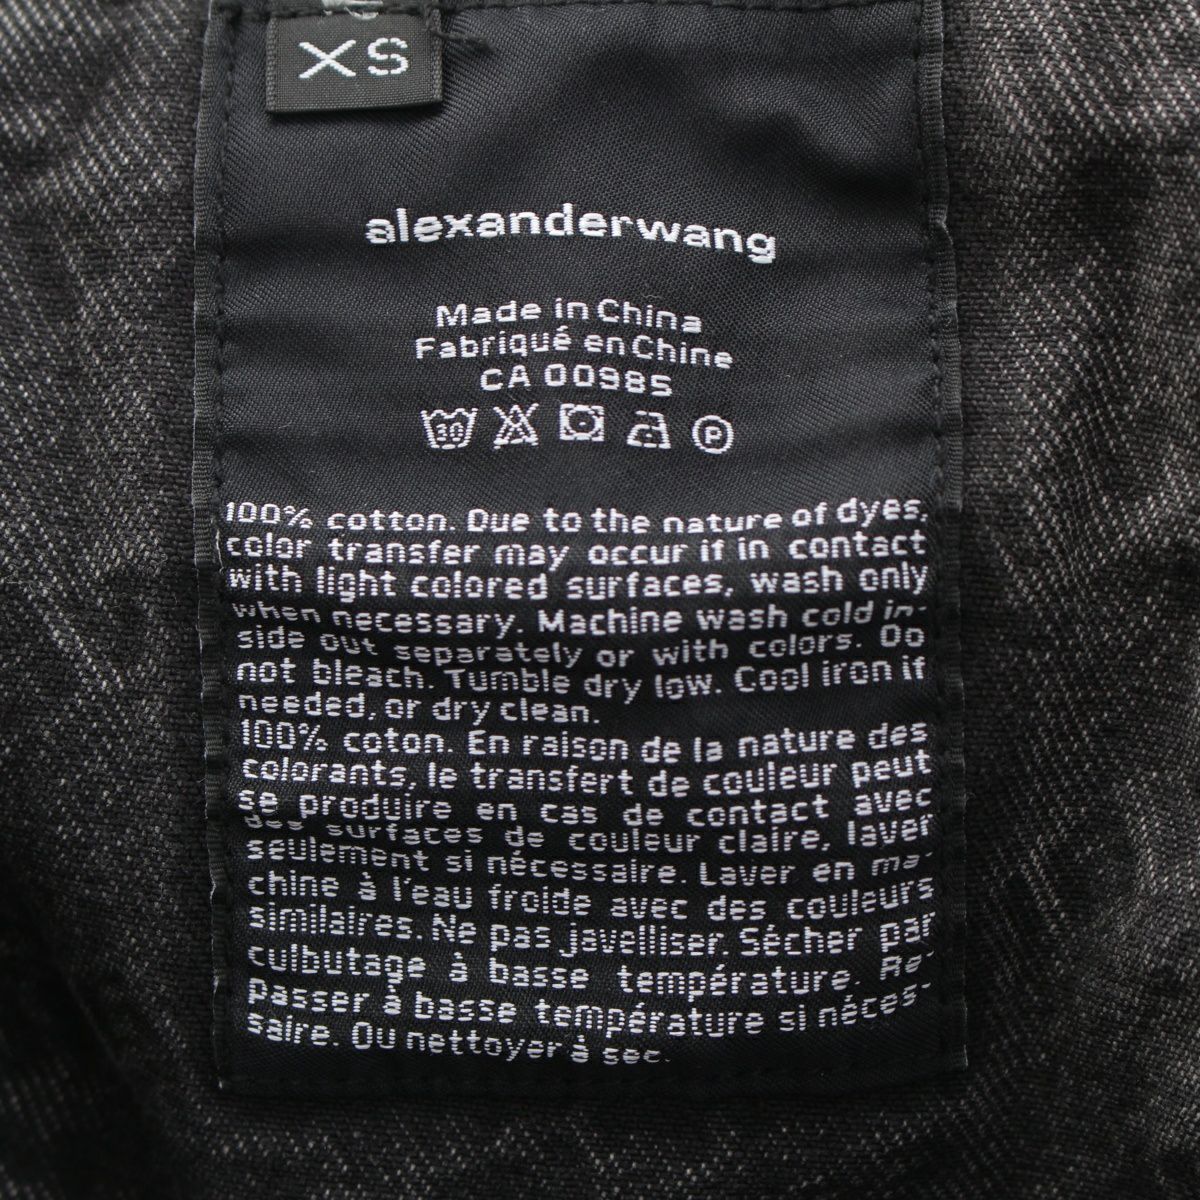 XS
alexanderwang
Made in China
Fabriqué en Chine
CA 00985
30 P
100% cotton. Due to the nature of dyes,
color transfer may occur if in contact
with light colored surfaces, wash only
when necessary. Machine wash cold in-
side out separately or with colors. Do
not bleach. Tumble dry low. Cool iron if
needed, or dry clean.
100% coton. En raison de la nature des
colorants, le transfert de couleur peut
se produire en cas de contact avec
des surfaces de couleur claire, laver
seulement si nécessaire. Laver en ma-
chine à l'eau froide avec des couleurs
similaires. Ne pas javelliser. Sécher par
culbutage à basse température. Re-
passer à basse température si néces-
saire. Ou nettoyer à sec.